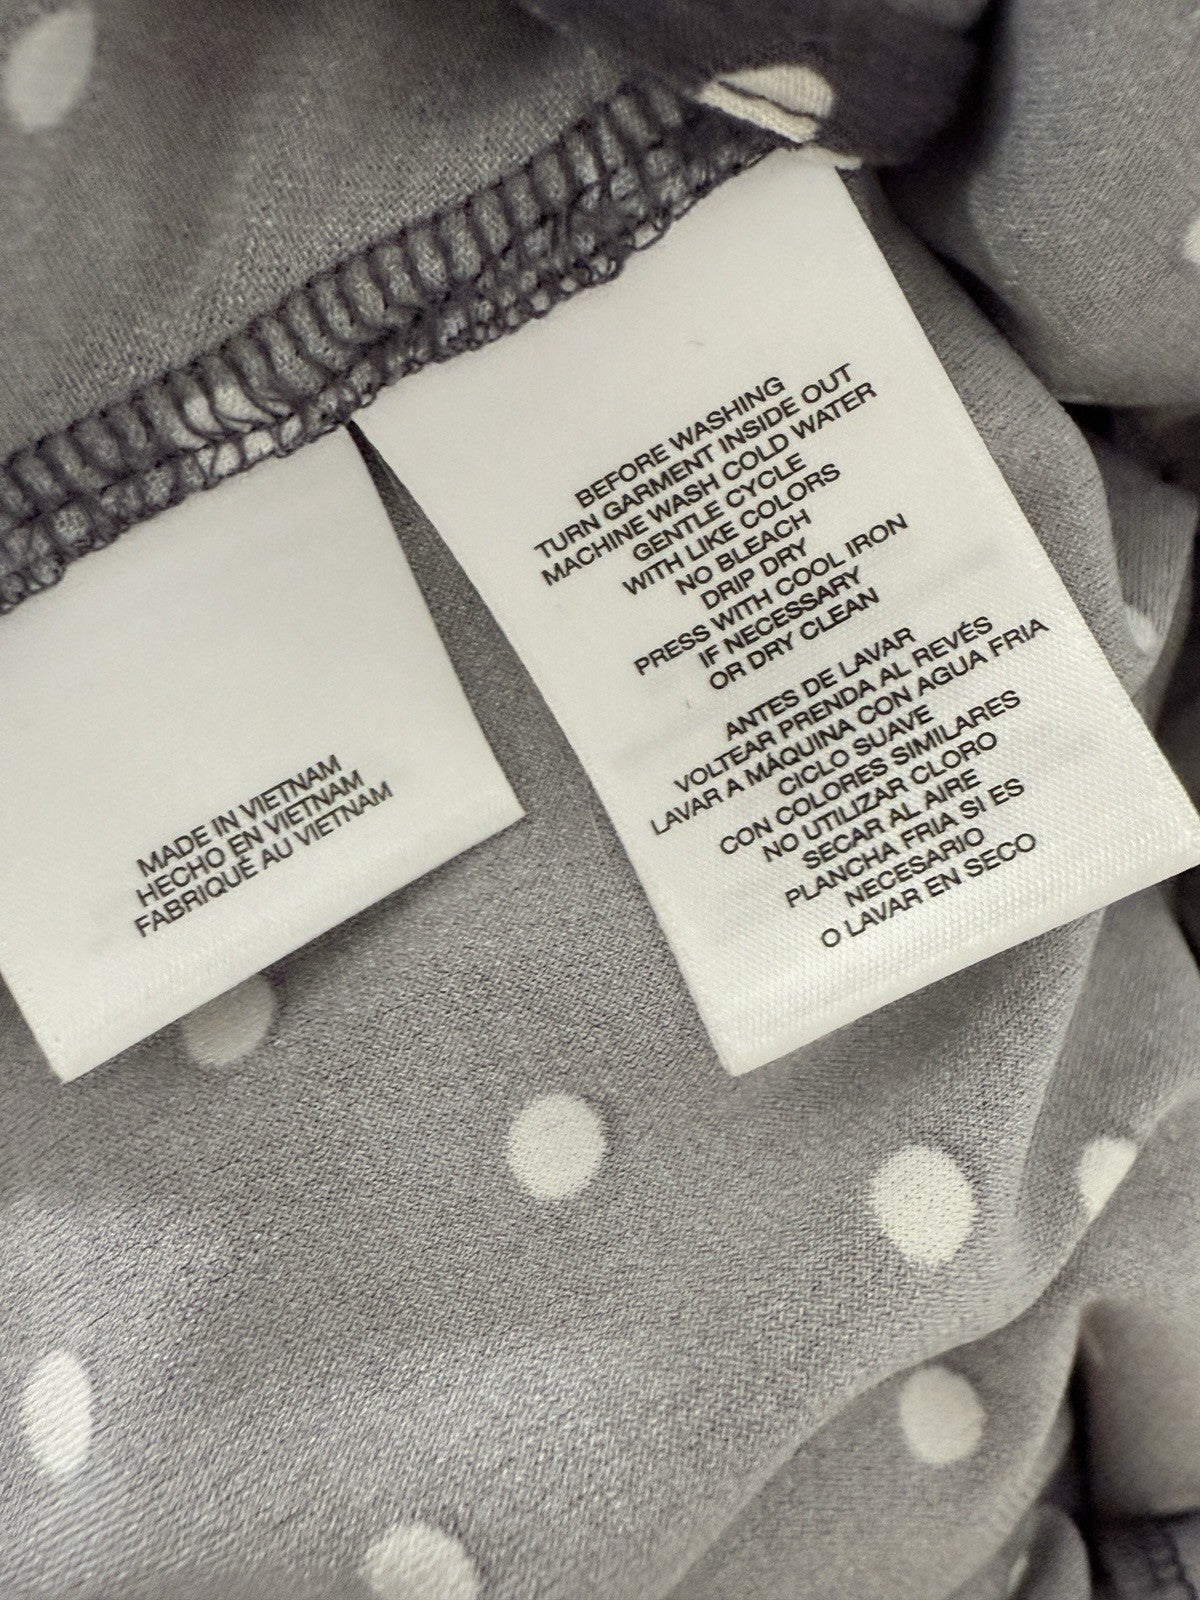 MADE IN VIETNAM
HECHO EN VIETNAM
FABRIQUÉ AU VIETNAM
BEFORE WASHING
TURN GARMENT INSIDE OUT
MACHINE WASH COLD WATER
GENTLE CYCLE
WITH LIKE COLORS
NO BLEACH
DRIP DRY
PRESS WITH COOL IRON
IF NECESSARY
OR DRY CLEAN
ANTES DE LAVAR
VOLTEAR PRENDA AL REVÉS
LAVAR A MÁQUINA CON AGUA FRIA
CICLO SUAVE
CON COLORES SIMILARES
NO UTILIZAR CLORO
SECAR AL AIRE
PLANCHA FRIA SI ES
NECESARIO
O LAVAR EN SECO